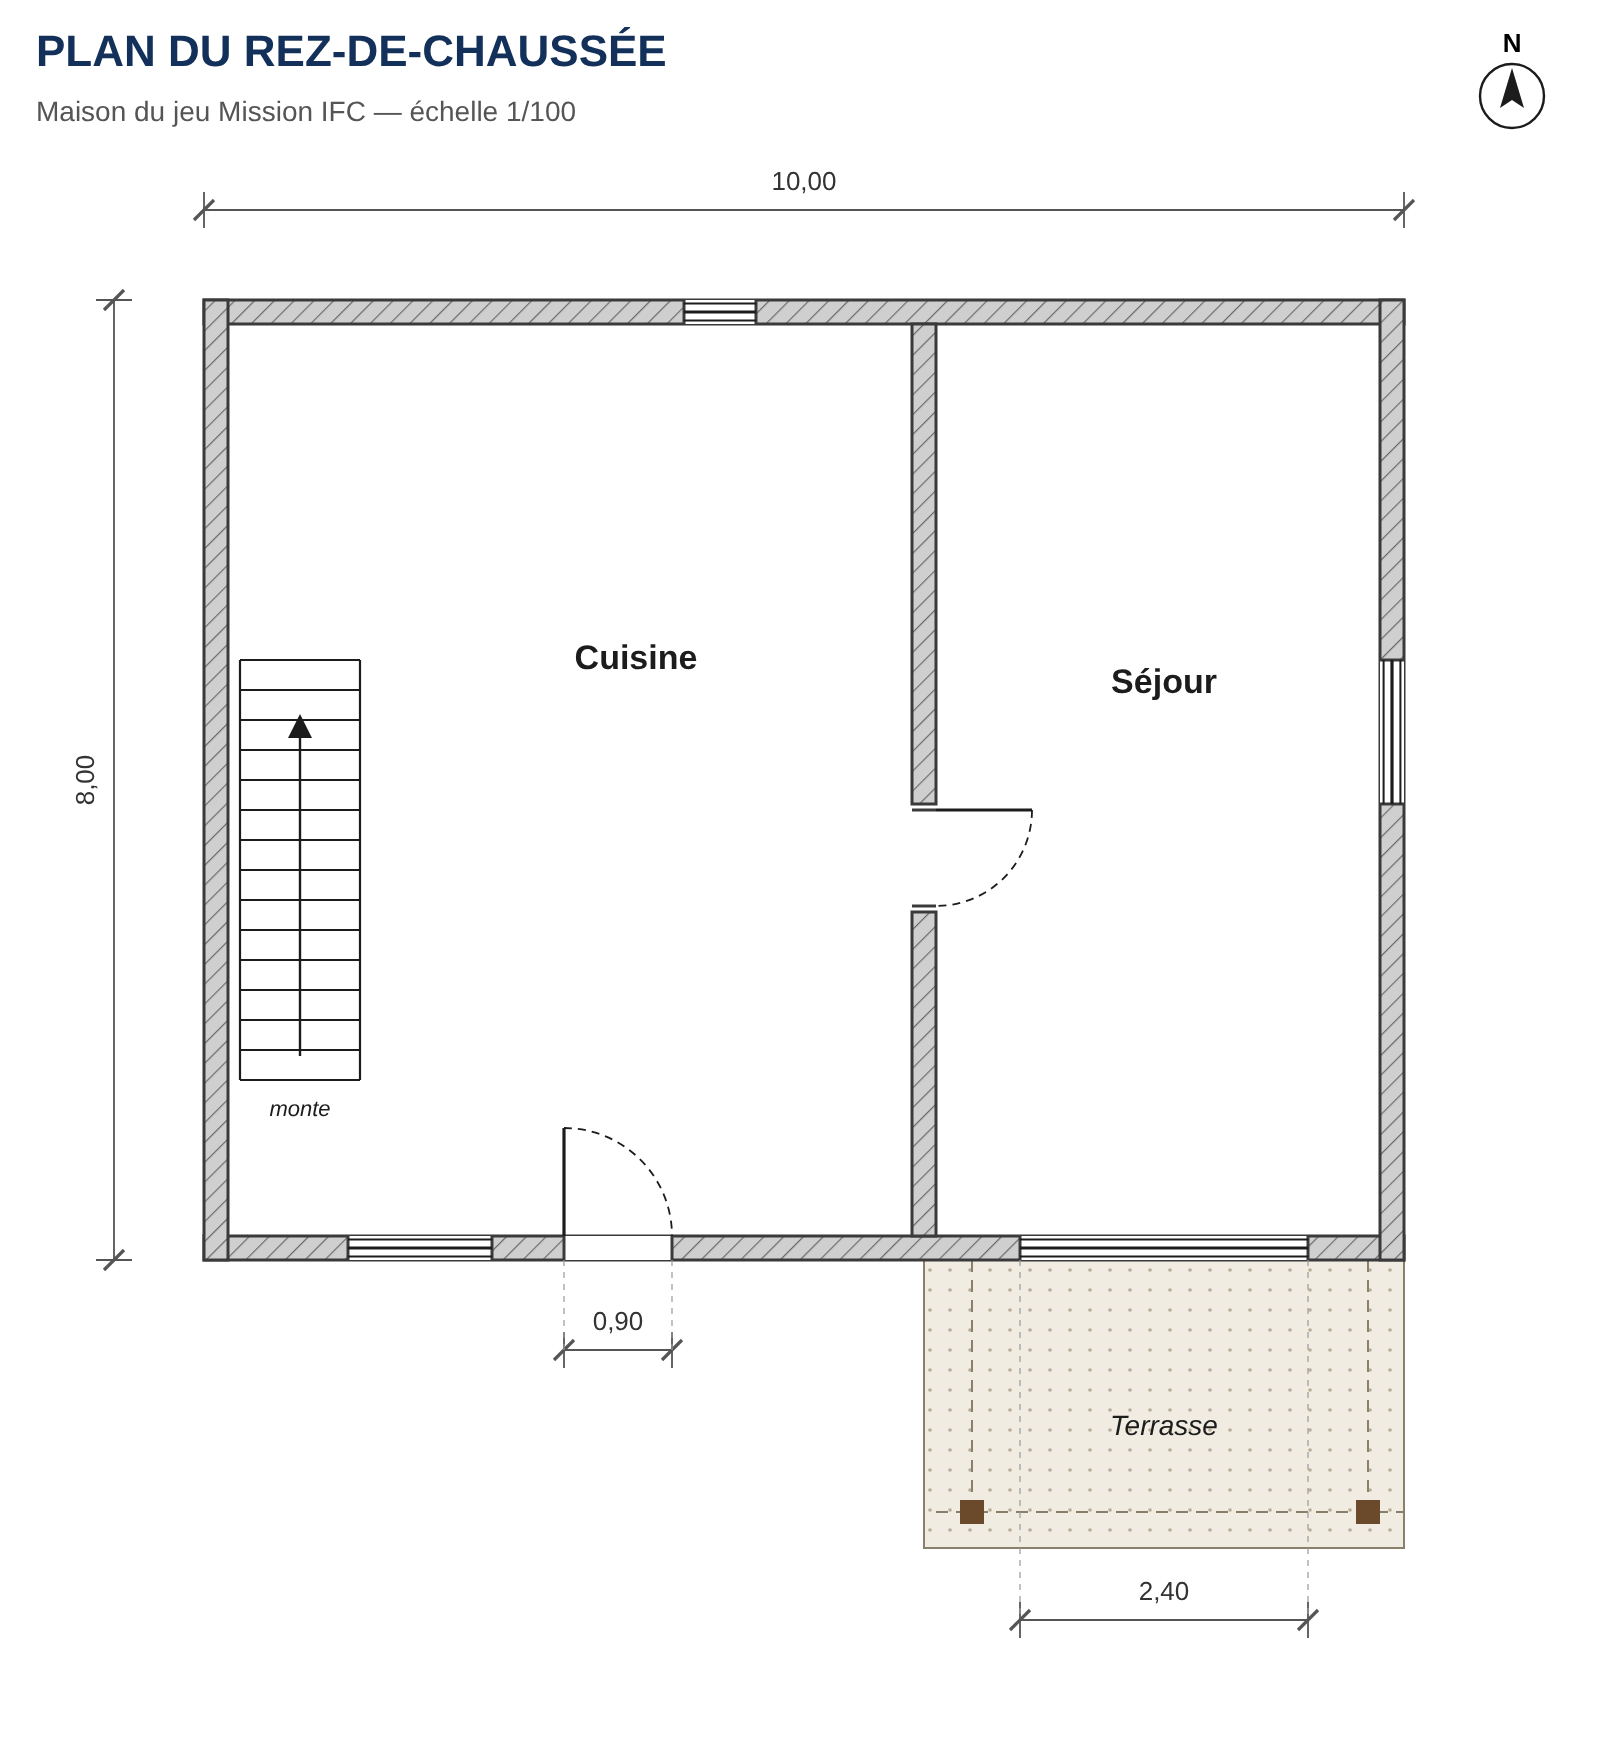 PLAN DU REZ-DE-CHAUSSÉE
N
Maison du jeu Mission IFC — échelle 1/100
10,00
Cuisine
Séjour
8,00
monte
0,90
Terrasse
2,40